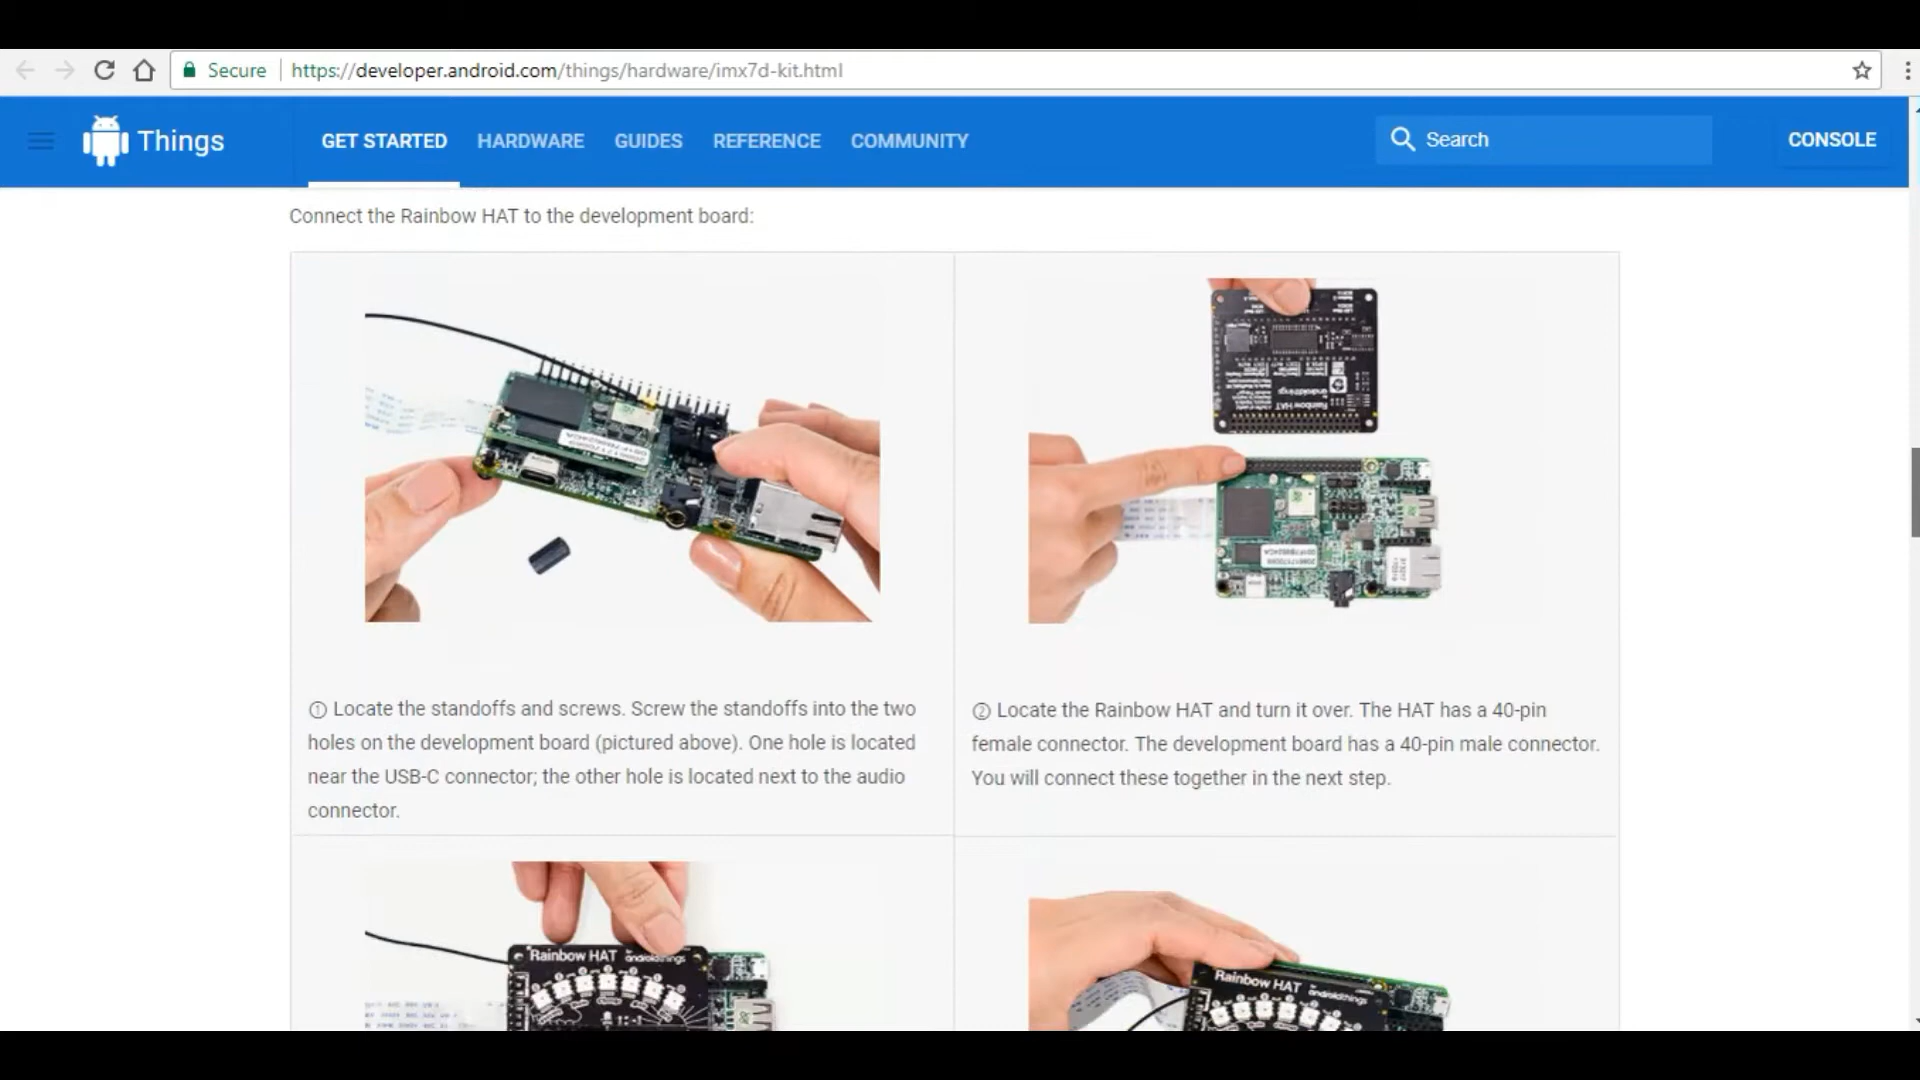 Secure https://developer.android.com/things/hardware/imx7d-kit.html
Things GET STARTED HARDWARE GUIDES REFERENCE COMMUNITY Search CONSOLE
Connect the Rainbow HAT to the development board:
Rainbow HAT
① Locate the standoffs and screws. Screw the standoffs into the two
holes on the development board (pictured above). One hole is located
near the USB-C connector; the other hole is located next to the audio
connector.
② Locate the Rainbow HAT and turn it over. The HAT has a 40-pin
female connector. The development board has a 40-pin male connector.
You will connect these together in the next step.
Rainbow HAT androidthings
Rainbow HAT androidthings